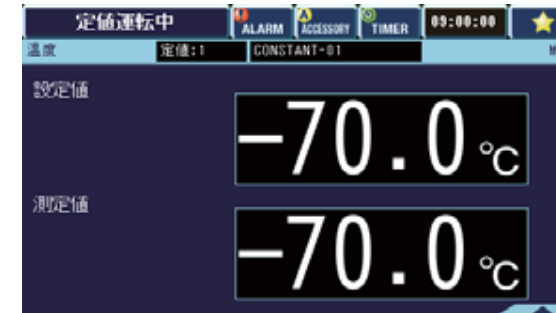 定値運転中 ALARM ACCESSORY TIMER 09:00:00
温度 定値:1 CONSTANT-01
設定値
-70.0 ℃
測定値
-70.0 ℃